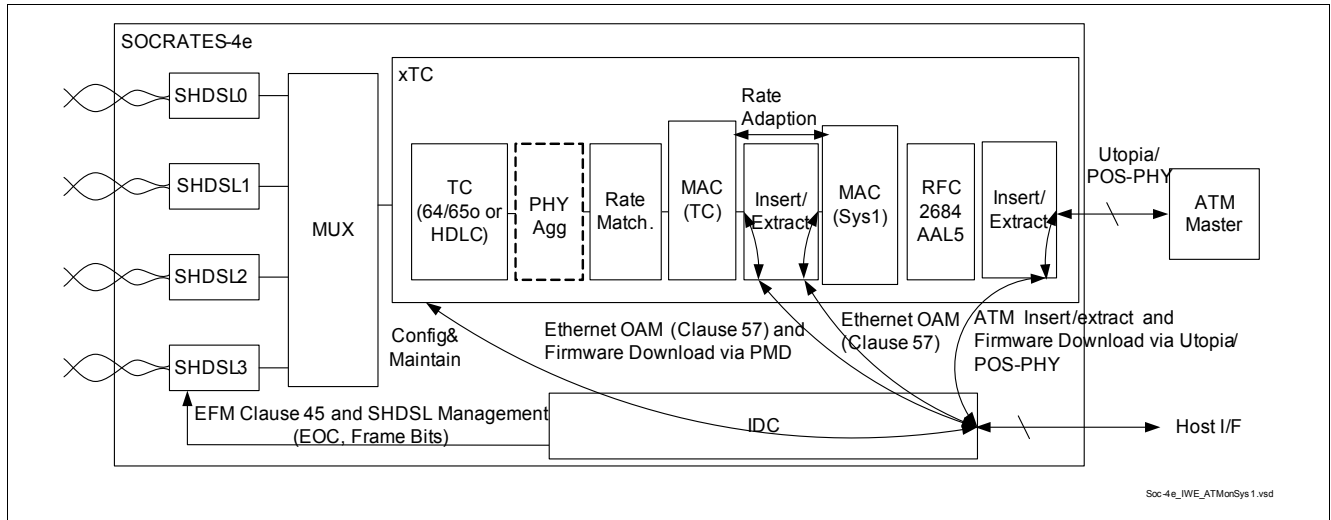 SOCRATES-4e
xTC
SHDSL0
SHDSL1
SHDSL2
SHDSL3
MUX
TC
(64/65o or
HDLC)
PHY
Agg
Rate
Match.
MAC
(TC)
Rate
Adaption
Insert/
Extract
MAC
(Sys1)
RFC
2684
AAL5
Insert/
Extract
Utopia/
POS-PHY
ATM
Master
Config&
Maintain
Ethernet OAM (Clause 57) and
Firmware Download via PMD
Ethernet OAM
(Clause 57)
ATM Insert/extract and
Firmware Download via Utopia/
POS-PHY
EFM Clause 45 and SHDSL Management
(EOC, Frame Bits)
IDC
Host I/F
Soc-4e_IWE_ATMonSys1.vsd